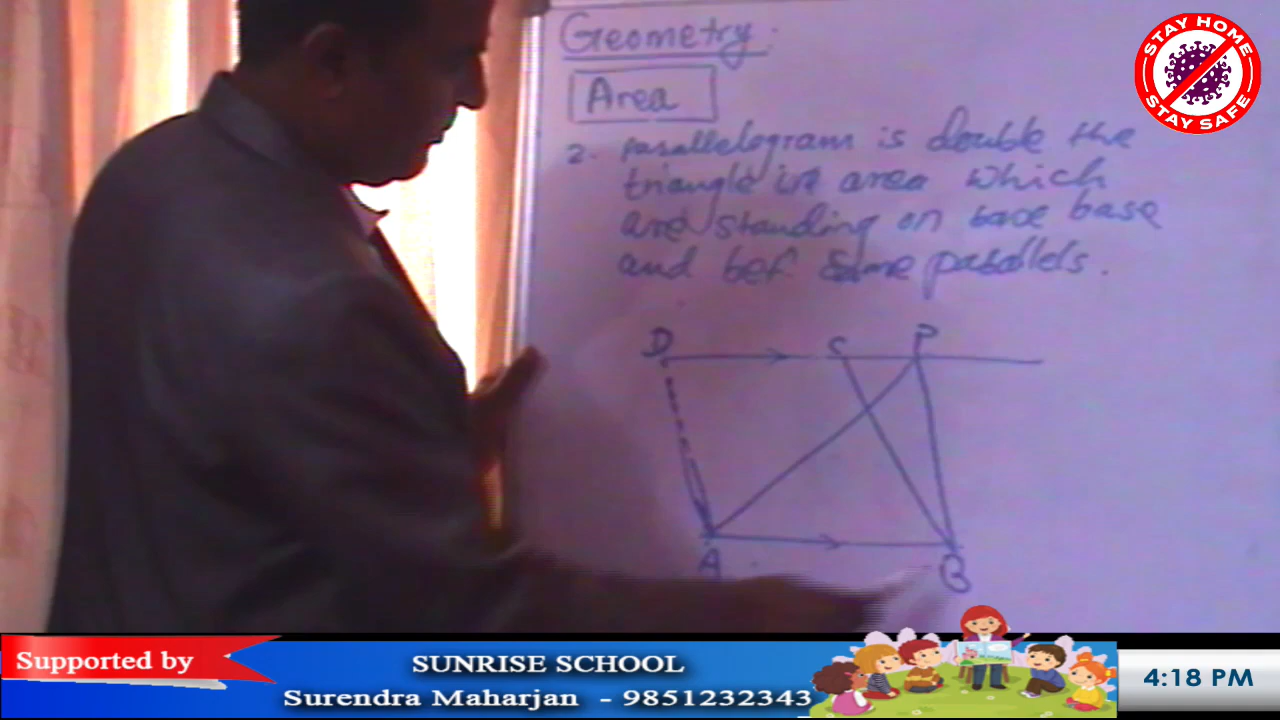 Geometry.
Area
2. parallelogram is double the
triangle in area which
are standing on base base
and bet same parallels.
D C P
A B
STAY HOME
STAY SAFE
Supported by
SUNRISE SCHOOL
Surendra Maharjan - 9851232343
4:18 PM